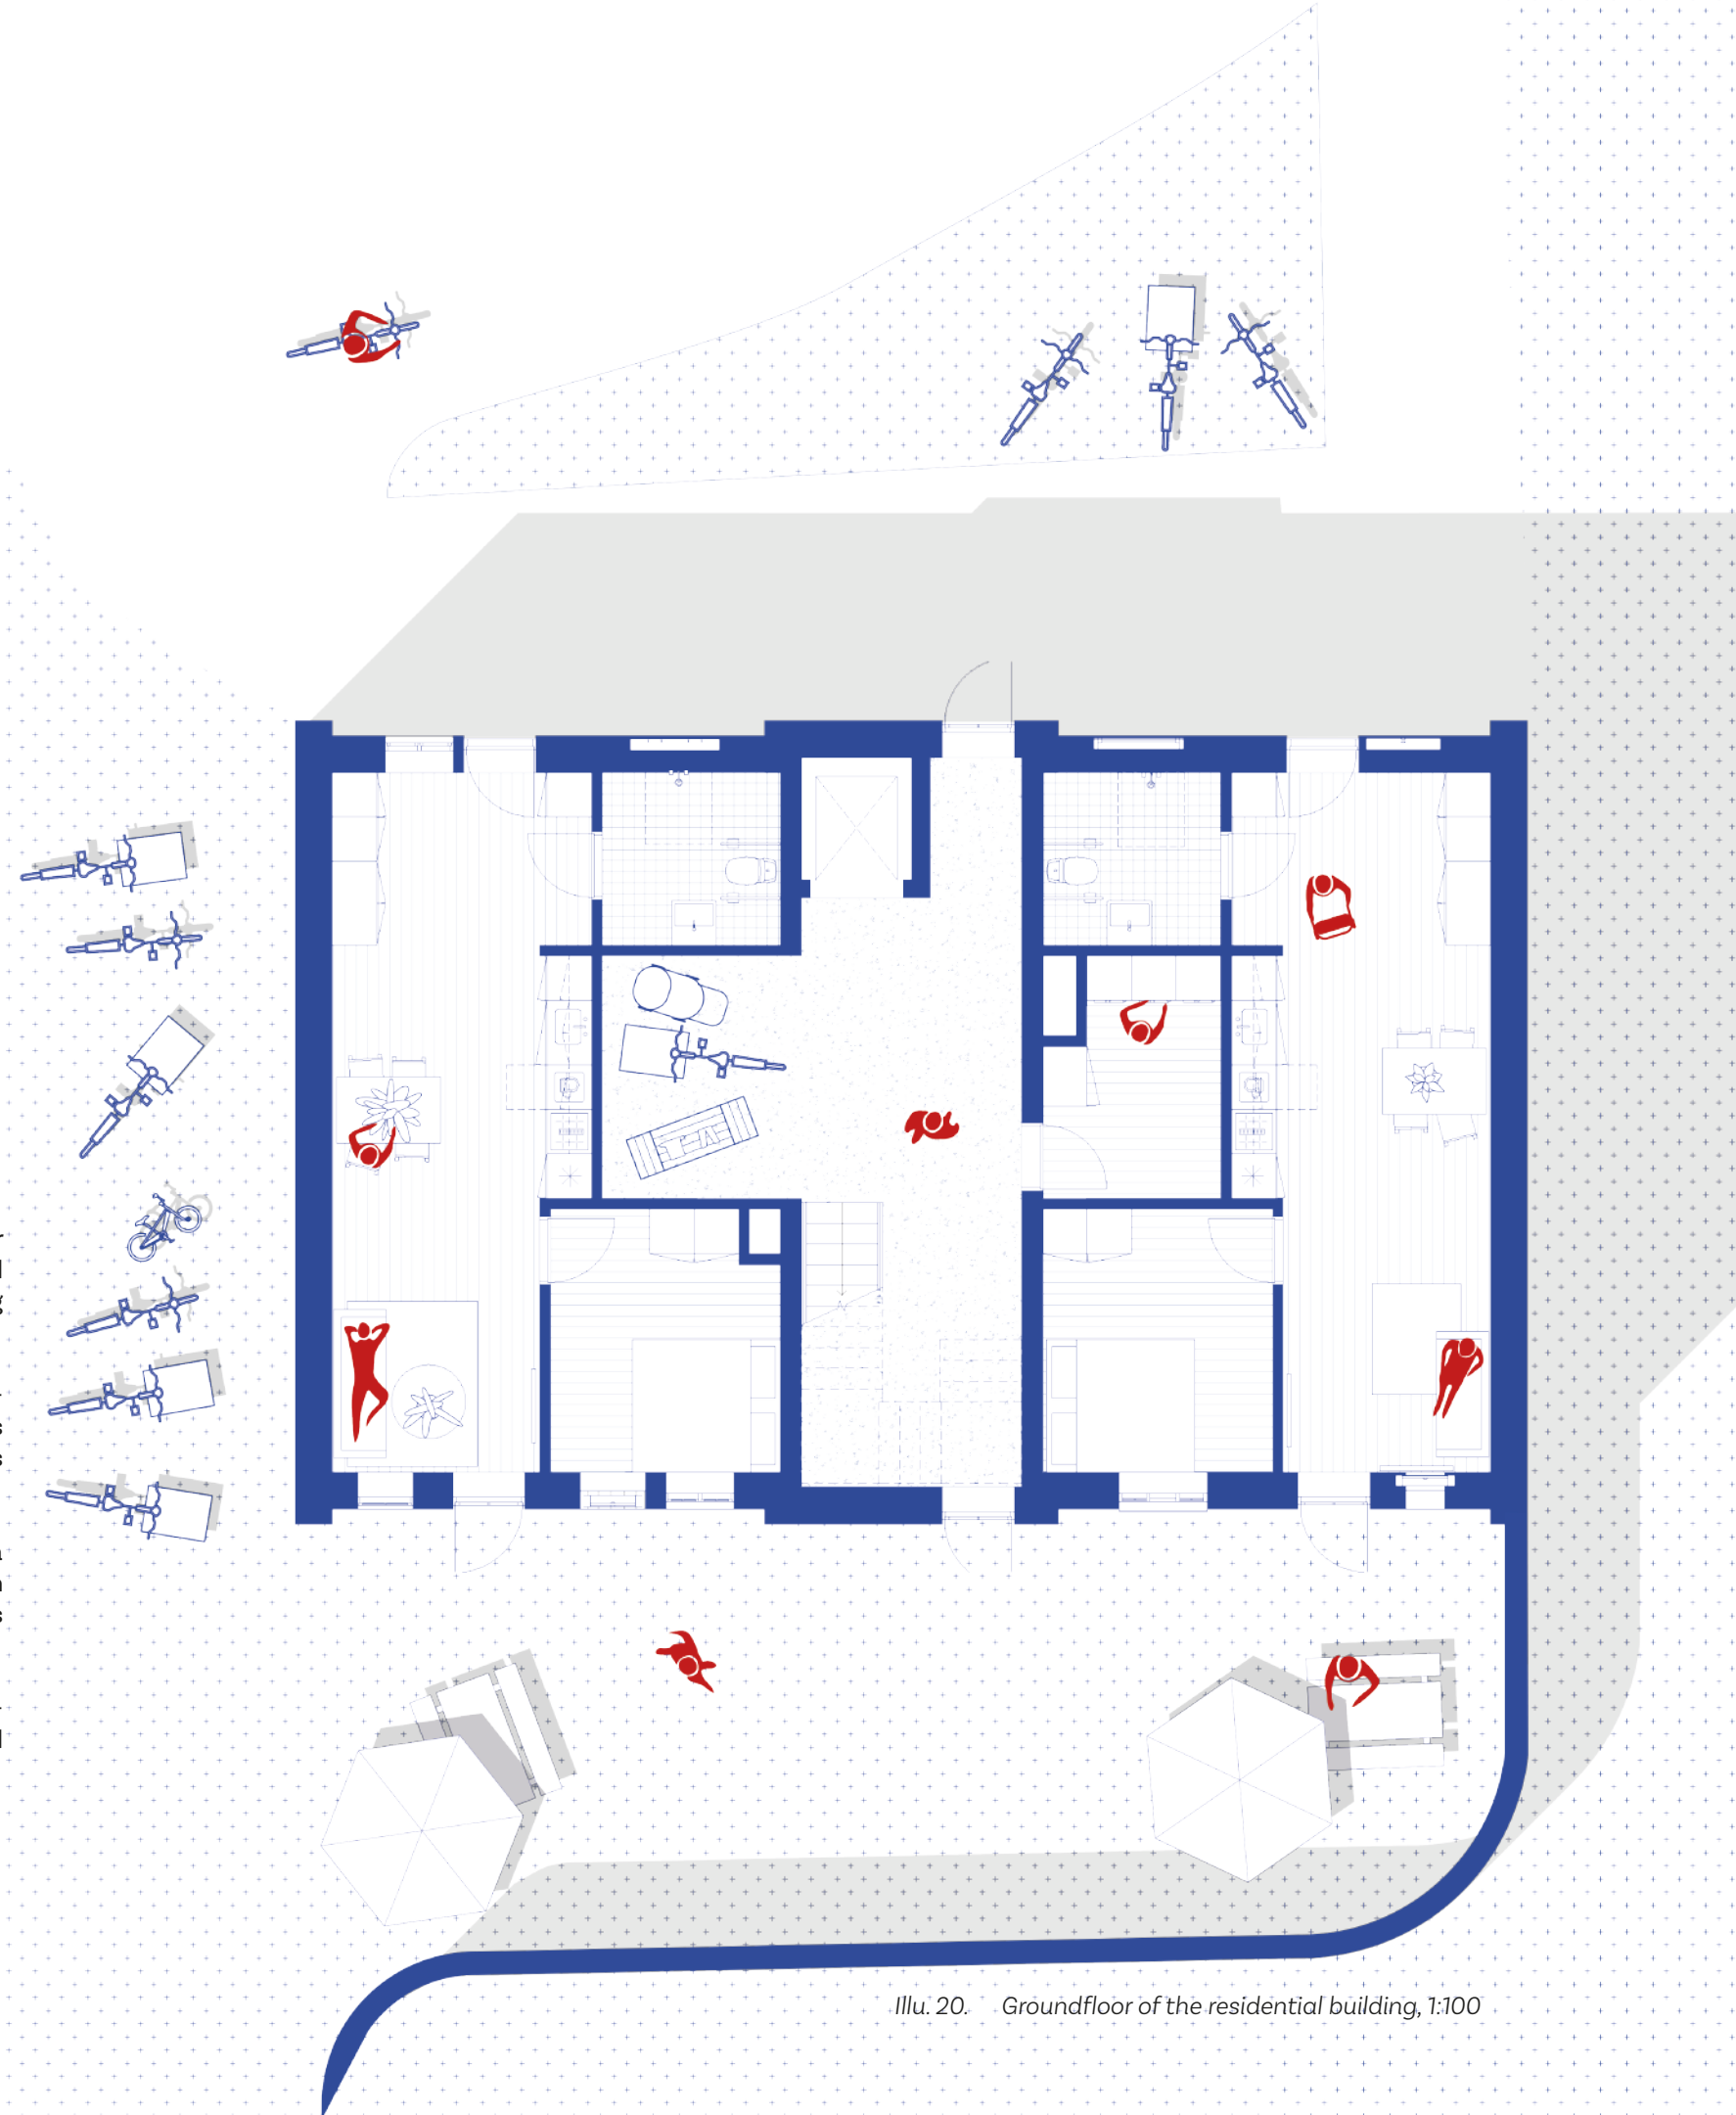 Illu. 20. Groundfloor of the residential building, 1:100